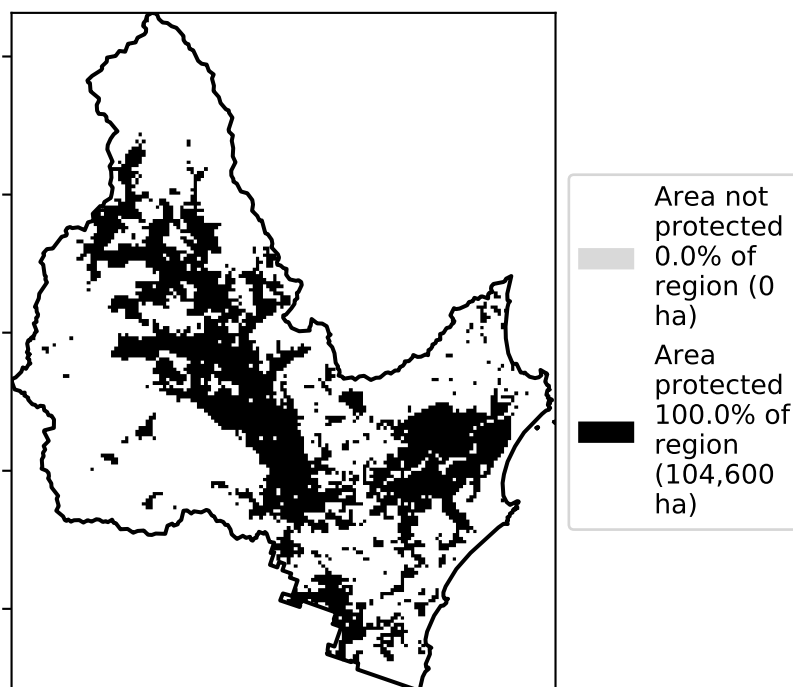 Area not
protected
0.0% of
region (0
ha)
Area
protected
100.0% of
region
(104,600
ha)